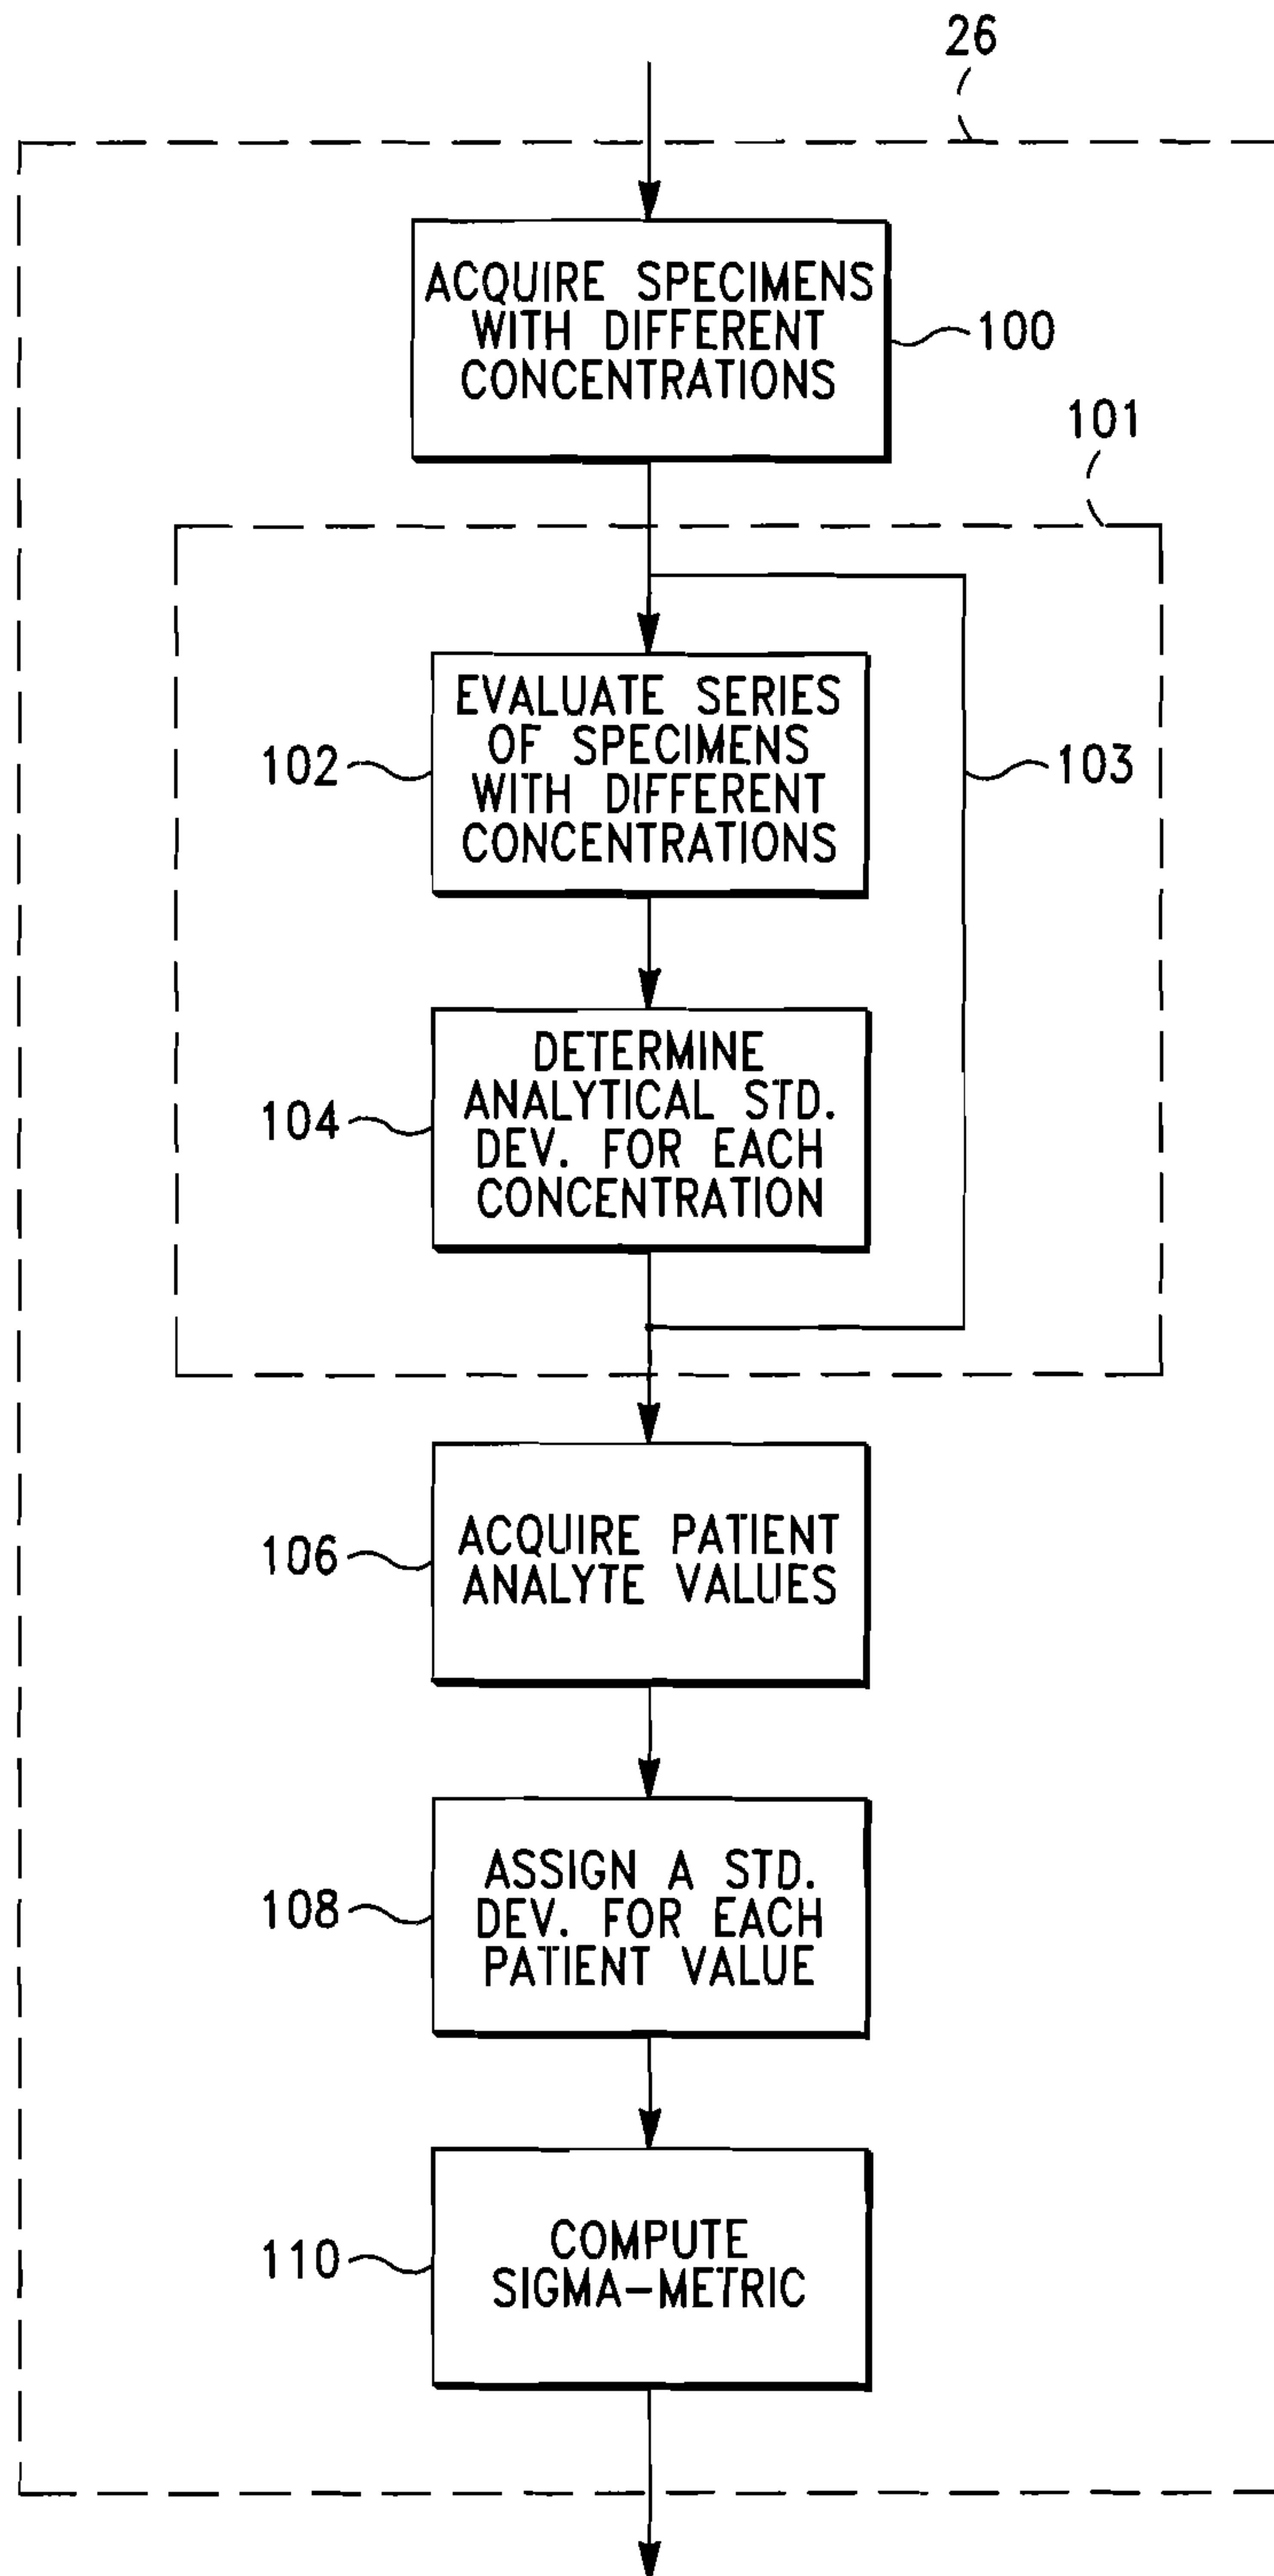 26
ACQUIRE SPECIMENS
WITH DIFFERENT
CONCENTRATIONS
100
101
EVALUATE SERIES
OF SPECIMENS
WITH DIFFERENT
CONCENTRATIONS
102
103
DETERMINE
ANALYTICAL STD.
DEV. FOR EACH
CONCENTRATION
104
ACQUIRE PATIENT
ANALYTE VALUES
106
ASSIGN A STD.
DEV. FOR EACH
PATIENT VALUE
108
COMPUTE
SIGMA-METRIC
110